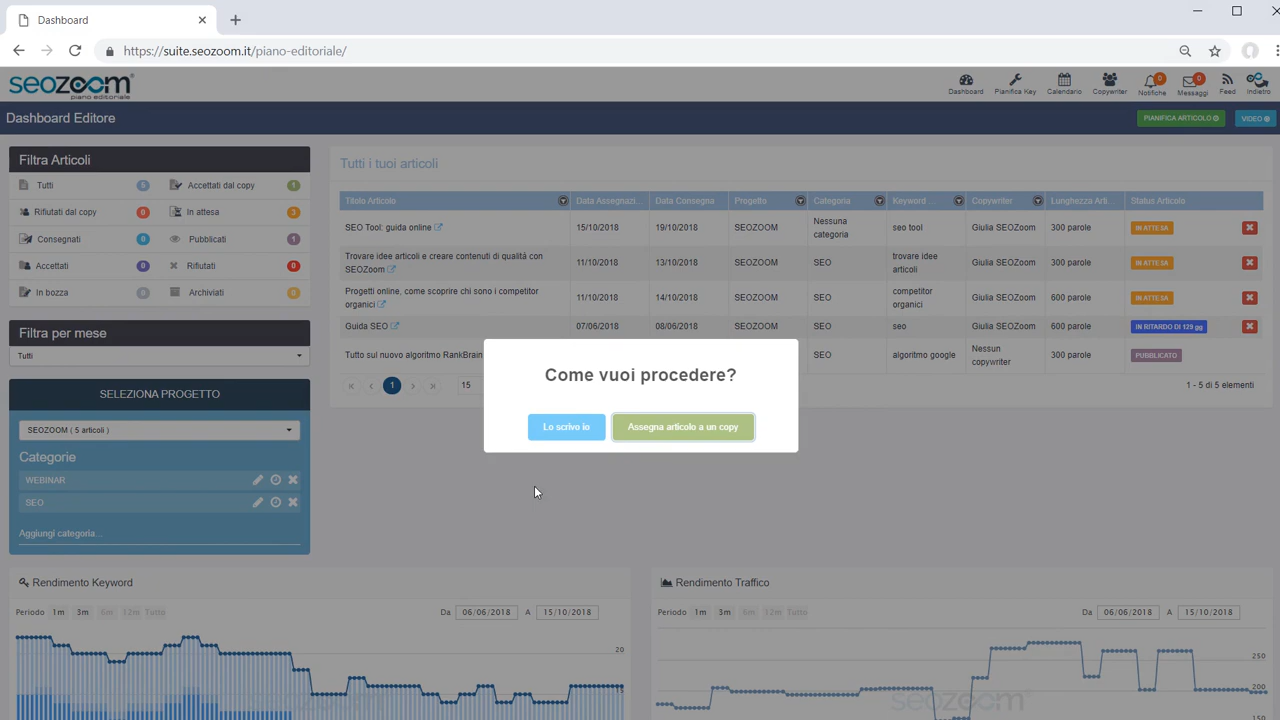 Dashboard
https://suite.seozoom.it/piano-editoriale/
seozoom
piano editoriale
Dashboard
Pianifica Key
Calendario
Copywriter
0
Notifiche
0
Messaggi
Feed
Indietro
Dashboard Editore
PIANIFICA ARTICOLO
VIDEO
Filtra Articoli
Tutti 5
Accettati dal copy 1
Rifiutati dal copy 0
In attesa 3
Consegnati 0
Pubblicati 1
Accettati 0
Rifiutati 0
In bozza 0
Archiviati 0
Filtra per mese
Tutti
SELEZIONA PROGETTO
SEOZOOM ( 5 articoli )
Categorie
WEBINAR
SEO
Aggiungi categoria...
Tutti i tuoi articoli
Titolo Articolo Data Assegnazi... Data Consegna Progetto Categoria Keyword ... Copywriter Lunghezza Arti... Status Articolo
SEO Tool: guida online 15/10/2018 19/10/2018 SEOZOOM Nessuna categoria seo tool Giulia SEOZoom 300 parole IN ATTESA
Trovare idee articoli e creare contenuti di qualità con SEOZoom 11/10/2018 13/10/2018 SEOZOOM SEO trovare idee articoli Giulia SEOZoom 300 parole IN ATTESA
Progetti online, come scoprire chi sono i competitor organici 11/10/2018 14/10/2018 SEOZOOM SEO competitor organici Giulia SEOZoom 600 parole IN ATTESA
Guida SEO 07/06/2018 08/06/2018 SEOZOOM SEO seo Giulia SEOZoom 600 parole IN RITARDO DI 129 gg
Tutto sul nuovo algoritmo RankBrain algoritmo google Nessun copywriter 300 parole PUBBLICATO
1
15
1 - 5 di 5 elementi
Come vuoi procedere?
Lo scrivo io
Assegna articolo a un copy
Rendimento Keyword
Periodo 1m 3m 6m 12m Tutto
Da 06/06/2018 A 15/10/2018
20
15
Rendimento Traffico
Periodo 1m 3m 6m 12m Tutto
Da 06/06/2018 A 15/10/2018
250
200
150
seozoom